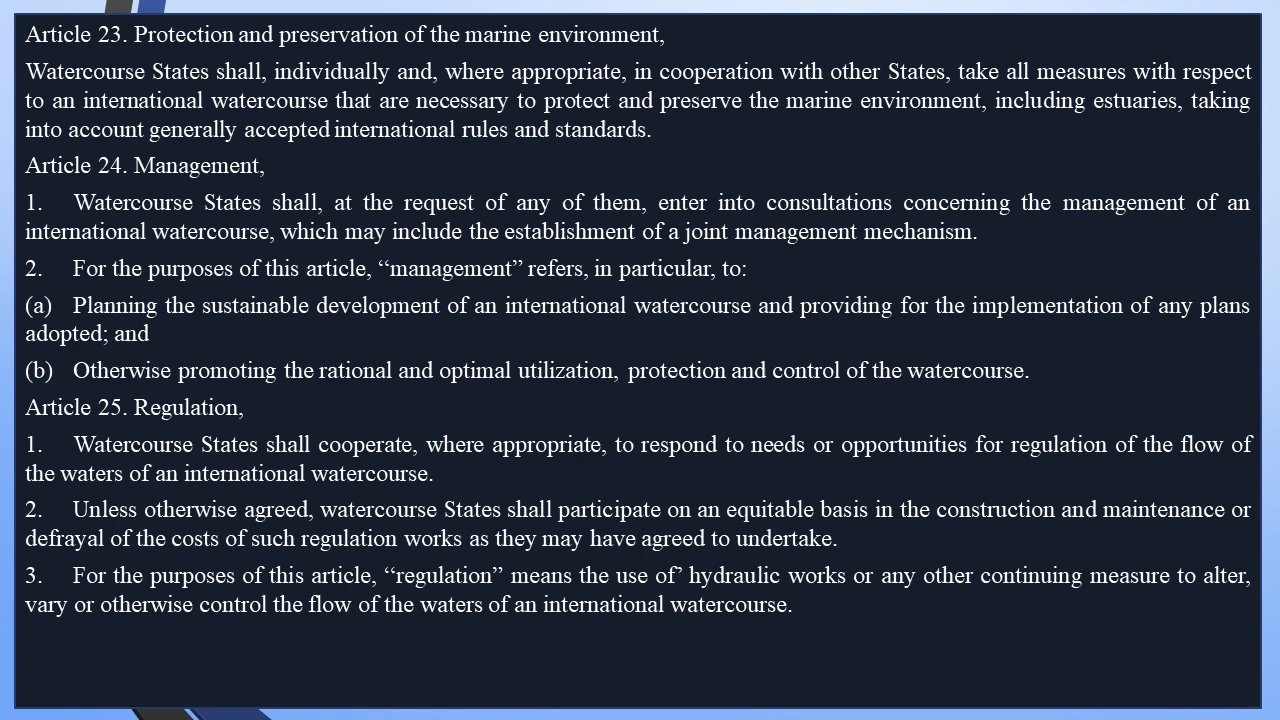 Article 23. Protection and preservation of the marine environment,
Watercourse States shall, individually and, where appropriate, in cooperation with other States, take all measures with respect
to an international watercourse that are necessary to protect and preserve the marine environment, including estuaries, taking
into account generally accepted international rules and standards.
Article 24. Management,
1. Watercourse States shall, at the request of any of them, enter into consultations concerning the management of an
international watercourse, which may include the establishment of a joint management mechanism.
2. For the purposes of this article, “management” refers, in particular, to:
(a) Planning the sustainable development of an international watercourse and providing for the implementation of any plans
adopted; and
(b) Otherwise promoting the rational and optimal utilization, protection and control of the watercourse.
Article 25. Regulation,
1. Watercourse States shall cooperate, where appropriate, to respond to needs or opportunities for regulation of the flow of
the waters of an international watercourse.
2. Unless otherwise agreed, watercourse States shall participate on an equitable basis in the construction and maintenance or
defrayal of the costs of such regulation works as they may have agreed to undertake.
3. For the purposes of this article, “regulation” means the use of’ hydraulic works or any other continuing measure to alter,
vary or otherwise control the flow of the waters of an international watercourse.